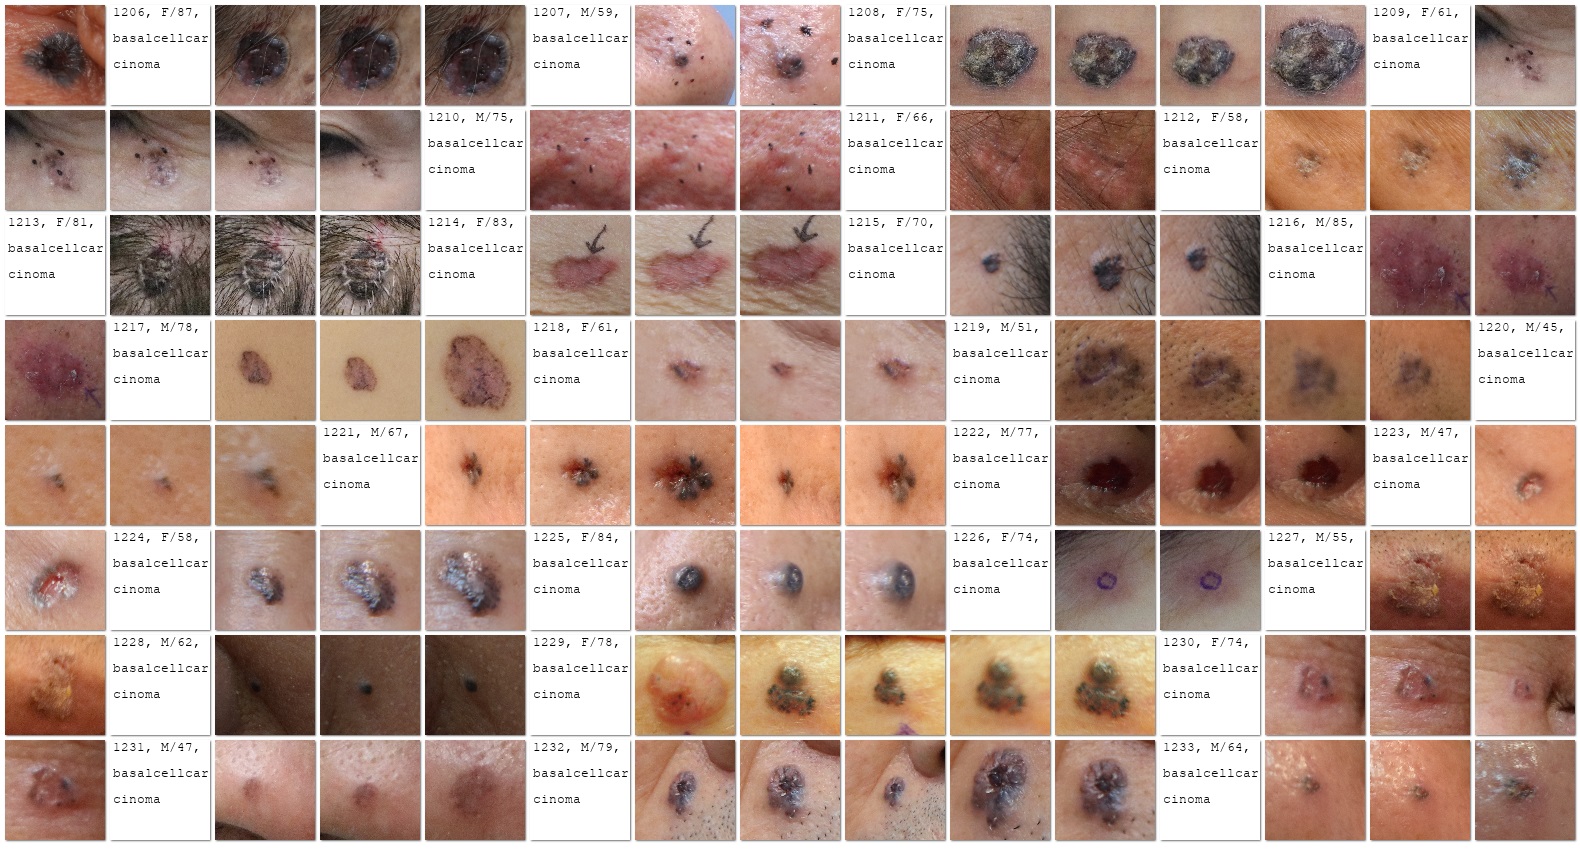 1206, F/87,
basalcellcar
cinoma
1207, M/59,
basalcellcar
cinoma
1208, F/75,
basalcellcar
cinoma
1209, F/61,
basalcellcar
cinoma
1210, M/75,
basalcellcar
cinoma
1211, F/66,
basalcellcar
cinoma
1212, F/58,
basalcellcar
cinoma
1213, F/81,
basalcellcar
cinoma
1214, F/83,
basalcellcar
cinoma
1215, F/70,
basalcellcar
cinoma
1216, M/85,
basalcellcar
cinoma
1217, M/78,
basalcellcar
cinoma
1218, F/61,
basalcellcar
cinoma
1219, M/51,
basalcellcar
cinoma
1220, M/45,
basalcellcar
cinoma
1221, M/67,
basalcellcar
cinoma
1222, M/77,
basalcellcar
cinoma
1223, M/47,
basalcellcar
cinoma
1224, F/58,
basalcellcar
cinoma
1225, F/84,
basalcellcar
cinoma
1226, F/74,
basalcellcar
cinoma
1227, M/55,
basalcellcar
cinoma
1228, M/62,
basalcellcar
cinoma
1229, F/78,
basalcellcar
cinoma
1230, F/74,
basalcellcar
cinoma
1231, M/47,
basalcellcar
cinoma
1232, M/79,
basalcellcar
cinoma
1233, M/64,
basalcellcar
cinoma